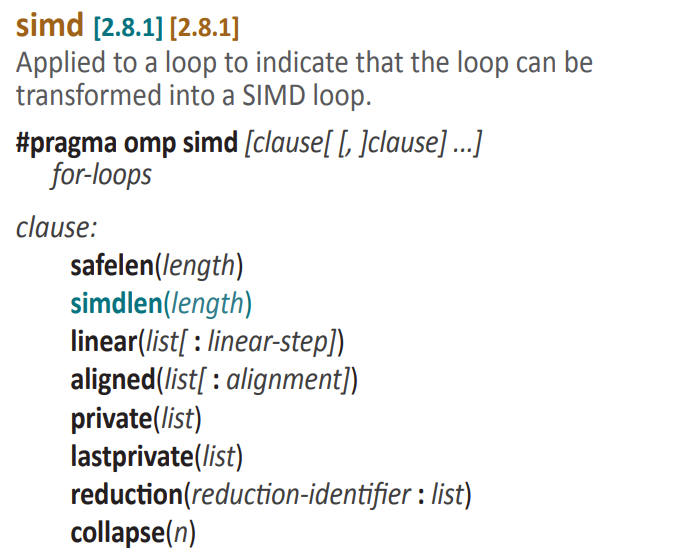 simd [2.8.1] [2.8.1]
Applied to a loop to indicate that the loop can be
transformed into a SIMD loop.
#pragma omp simd [clause[ [, ]clause] ...]
for-loops
clause:
safelen(length)
simdlen(length)
linear(list[ : linear-step])
aligned(list[ : alignment])
private(list)
lastprivate(list)
reduction(reduction-identifier : list)
collapse(n)